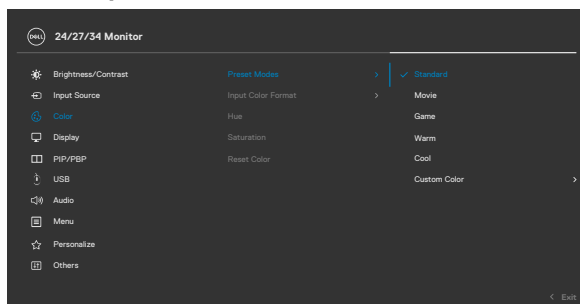 DELL 24/27/34 Monitor
Brightness/Contrast Preset Modes > ✓ Standard
Input Source Input Color Format > Movie
Color Hue Game
Display Saturation Warm
PIP/PBP Reset Color Cool
USB Custom Color >
Audio
Menu
Personalize
Others
< Exit